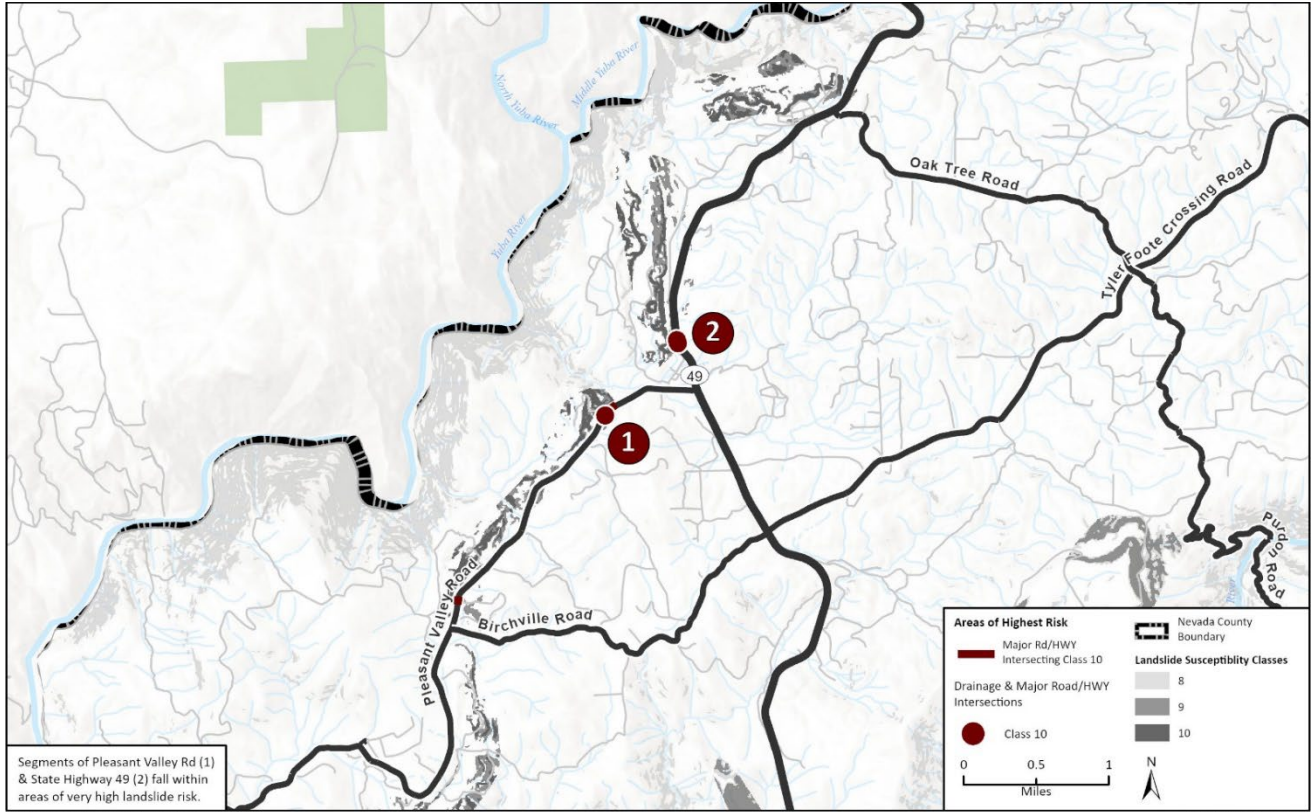 North Yuba River
Middle Yuba River
Oak Tree Road
Tyler Foote Crossing Road
Yuba River
2
49
1
Purdon Road
Pleasant Valley Road
Birchville Road
River
Areas of Highest Risk
Major Rd/HWY
Intersecting Class 10
Drainage & Major Road/HWY
Intersections
Class 10
0 0.5 1
Miles
Nevada County
Boundary
Landslide Susceptiblity Classes
8
9
10
N
Segments of Pleasant Valley Rd (1)
& State Highway 49 (2) fall within
areas of very high landslide risk.